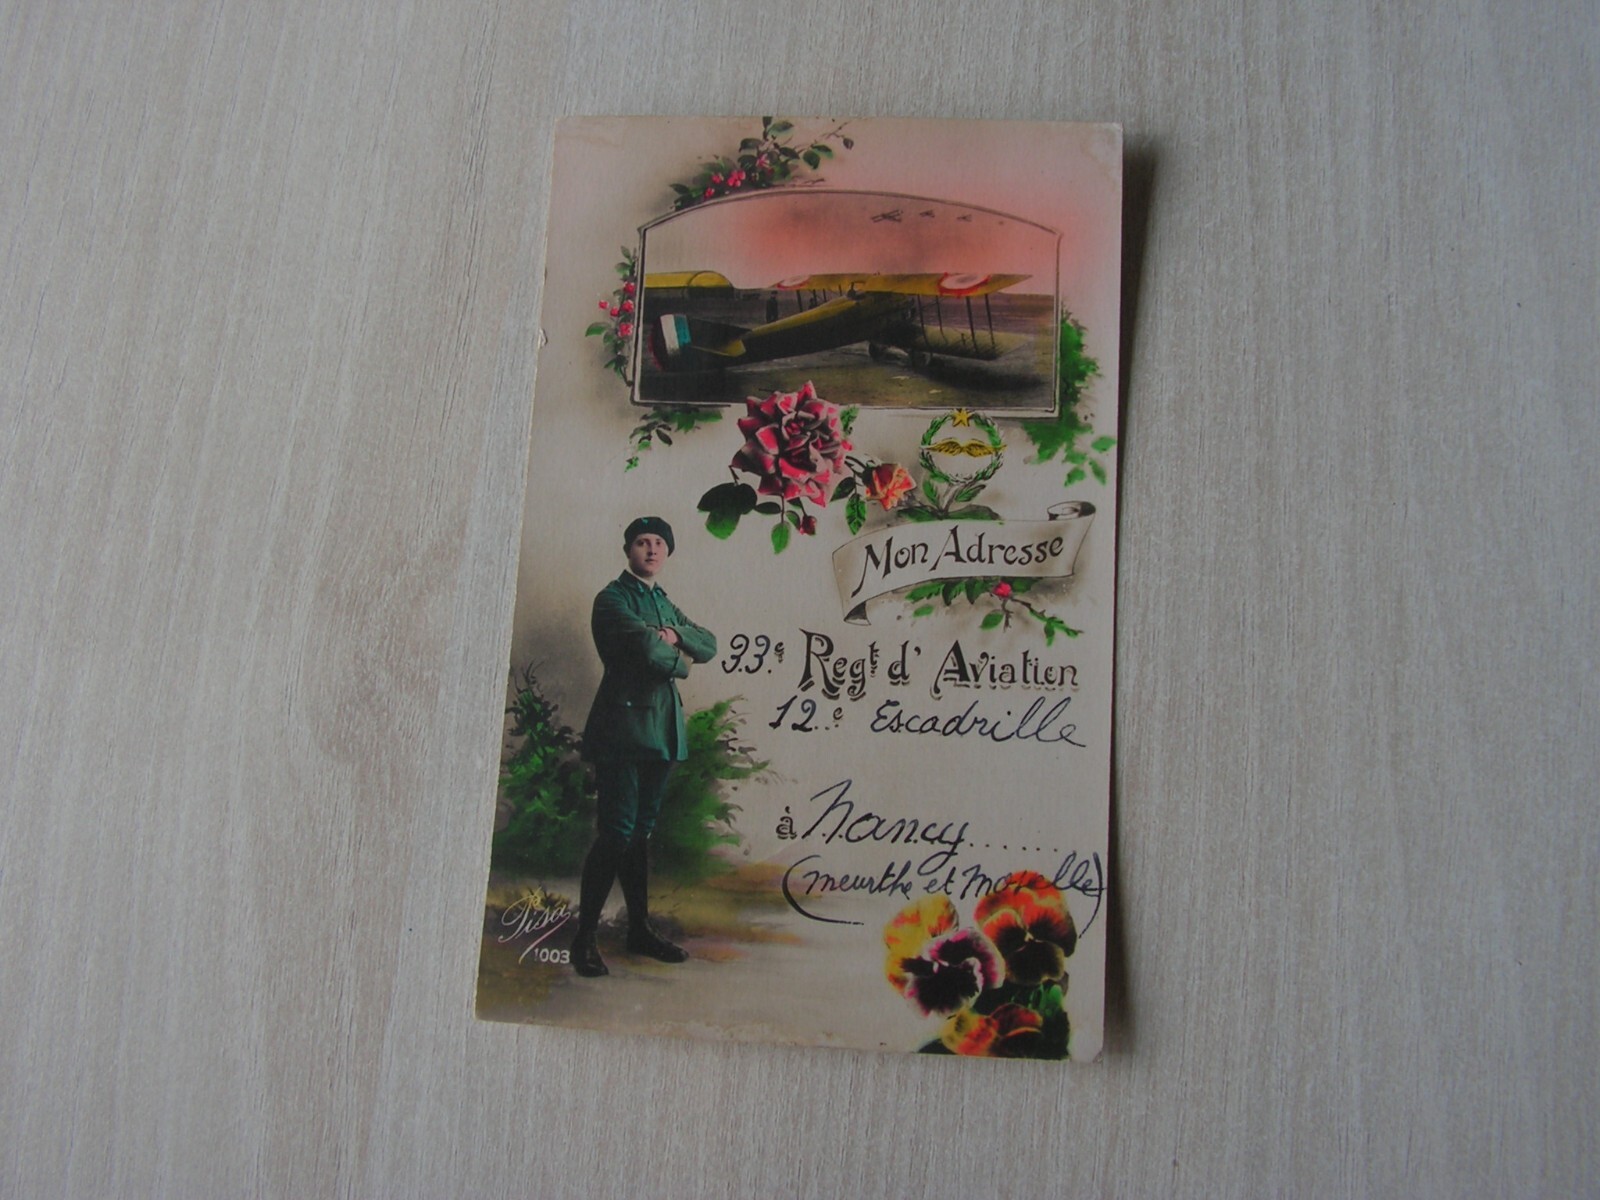 Mon Adresse
33e Regt d' Aviation
12e Escadrille
à Nancy......
(meurthe et moselle)
Pisa
1003